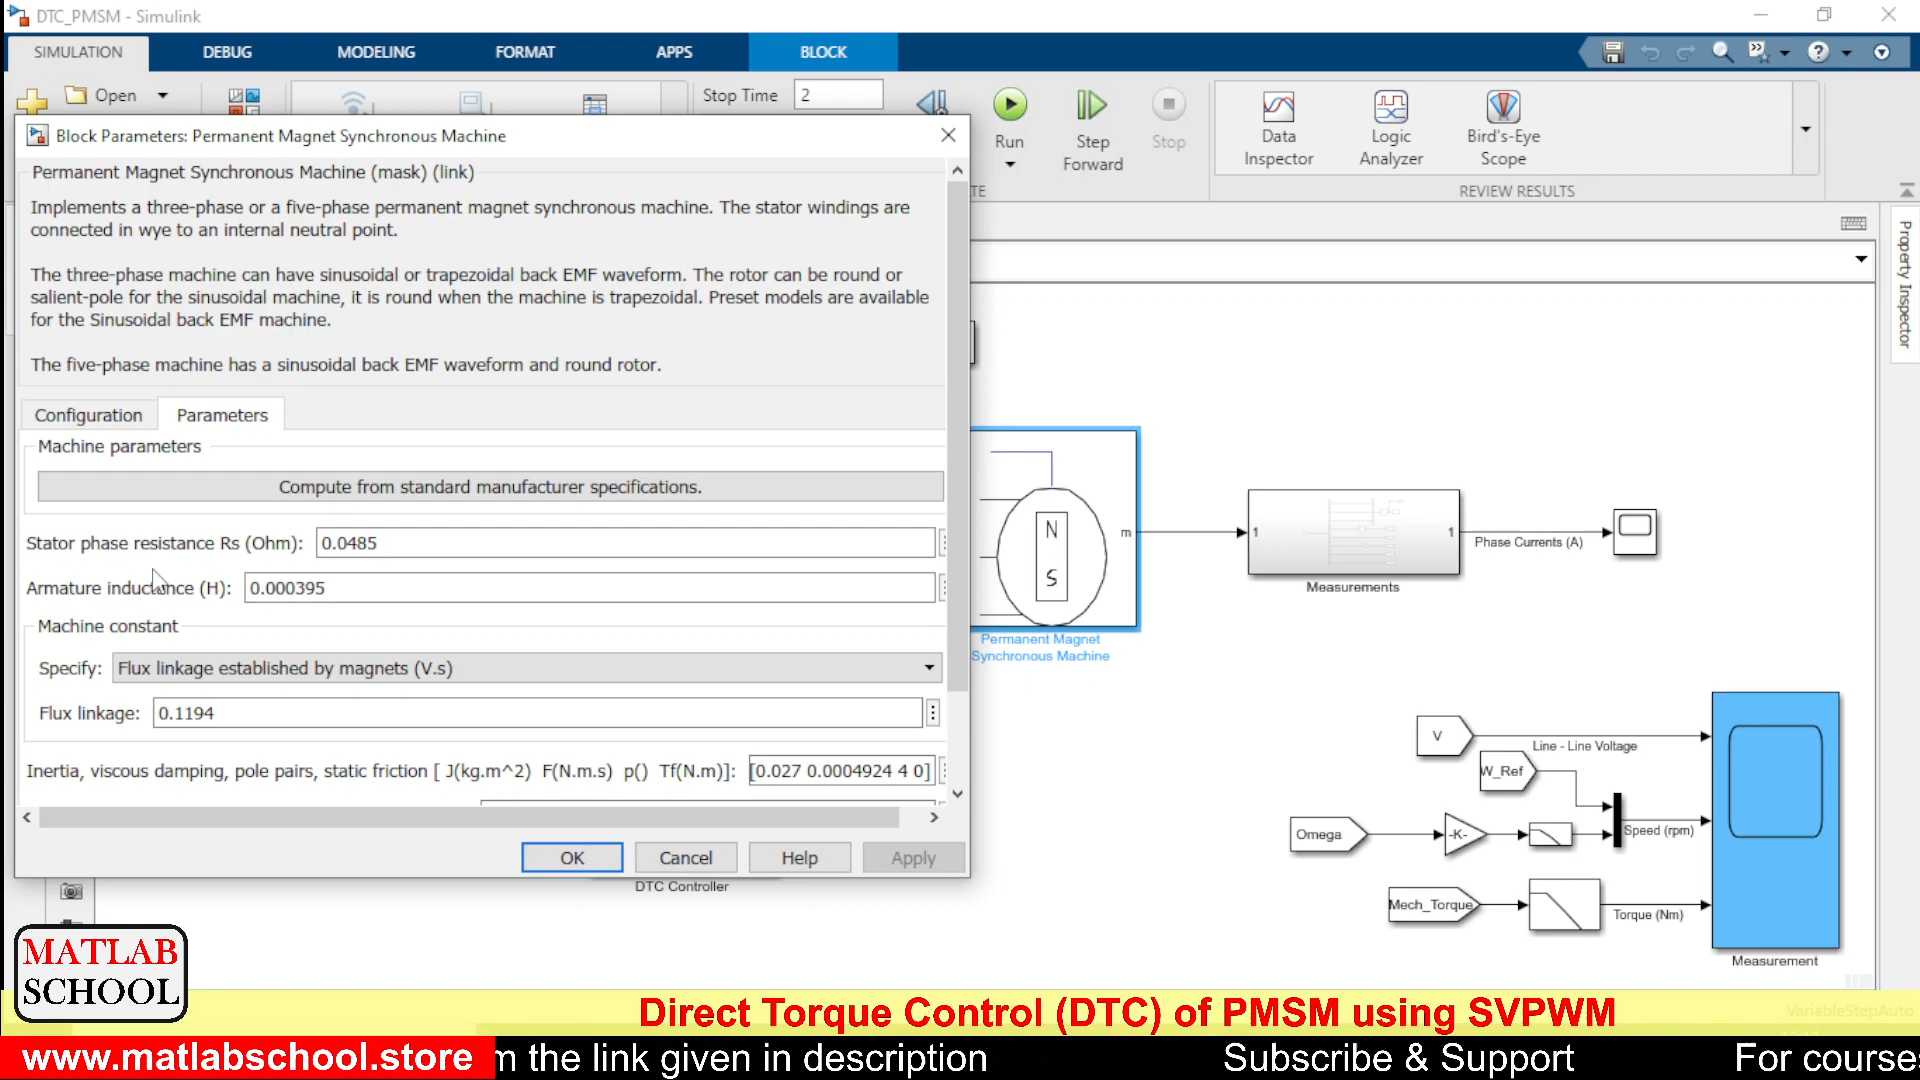 DTC_PMSM - Simulink
SIMULATION
DEBUG
MODELING
FORMAT
APPS
BLOCK
Open
Stop Time
2
Run
Step
Forward
Stop
Data
Inspector
Logic
Analyzer
Bird's-Eye
Scope
REVIEW RESULTS
Property Inspector
Block Parameters: Permanent Magnet Synchronous Machine
Permanent Magnet Synchronous Machine (mask) (link)
Implements a three-phase or a five-phase permanent magnet synchronous machine. The stator windings are
connected in wye to an internal neutral point.
The three-phase machine can have sinusoidal or trapezoidal back EMF waveform. The rotor can be round or
salient-pole for the sinusoidal machine, it is round when the machine is trapezoidal. Preset models are available
for the Sinusoidal back EMF machine.
The five-phase machine has a sinusoidal back EMF waveform and round rotor.
Configuration
Parameters
Machine parameters
Compute from standard manufacturer specifications.
Stator phase resistance Rs (Ohm): 0.0485
Armature inductance (H): 0.000395
Machine constant
Specify: Flux linkage established by magnets (V.s)
Flux linkage: 0.1194
Inertia, viscous damping, pole pairs, static friction [ J(kg.m^2) F(N.m.s) p() Tf(N.m)]: [0.027 0.0004924 4 0]
OK
Cancel
Help
Apply
DTC Controller
N
S
m
Permanent Magnet
Synchronous Machine
1
1
Measurements
Phase Currents (A)
V
Line - Line Voltage
W_Ref
Omega
-K-
Speed (rpm)
Mech_Torque
Torque (Nm)
Measurement
VariableStepAuto
MATLAB
SCHOOL
Direct Torque Control (DTC) of PMSM using SVPWM
www.matlabschool.store
m the link given in description
Subscribe & Support
For course